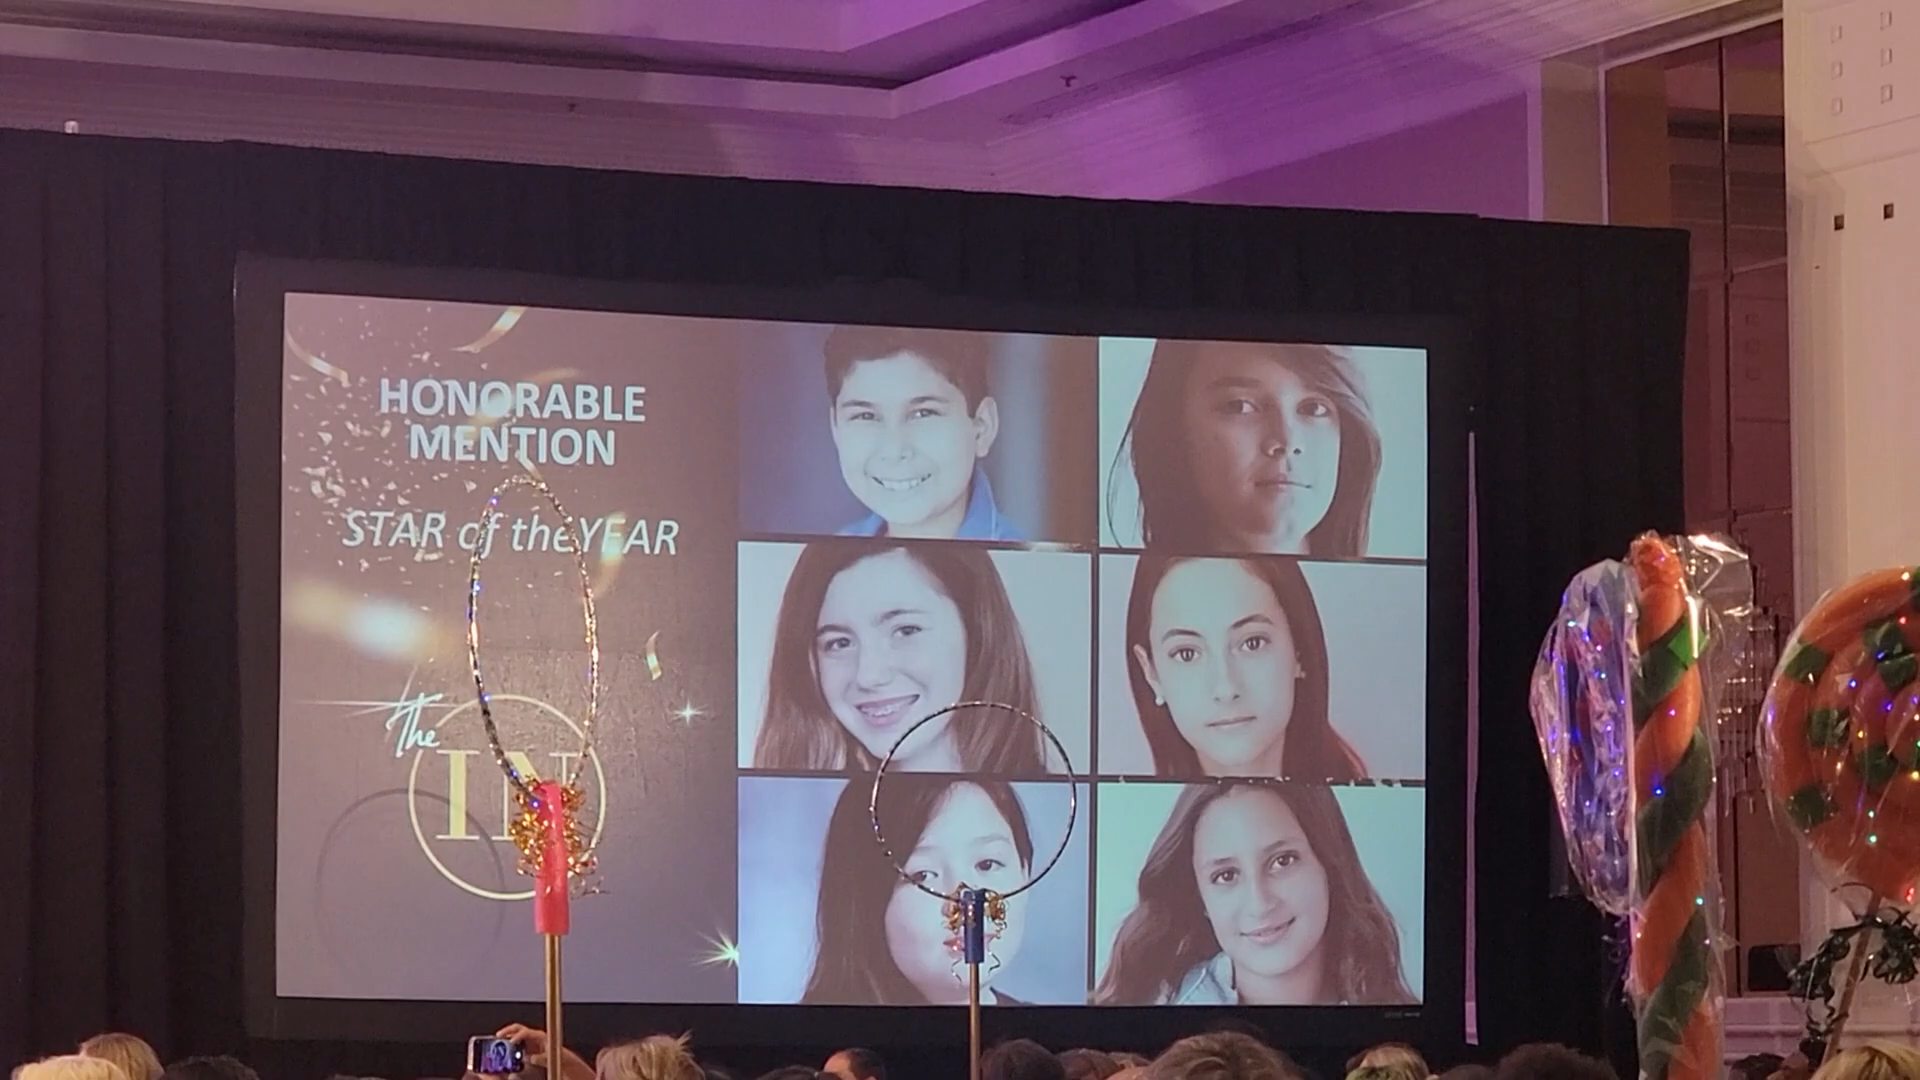 HONORABLE
MENTION
STAR of the YEAR
The
IN